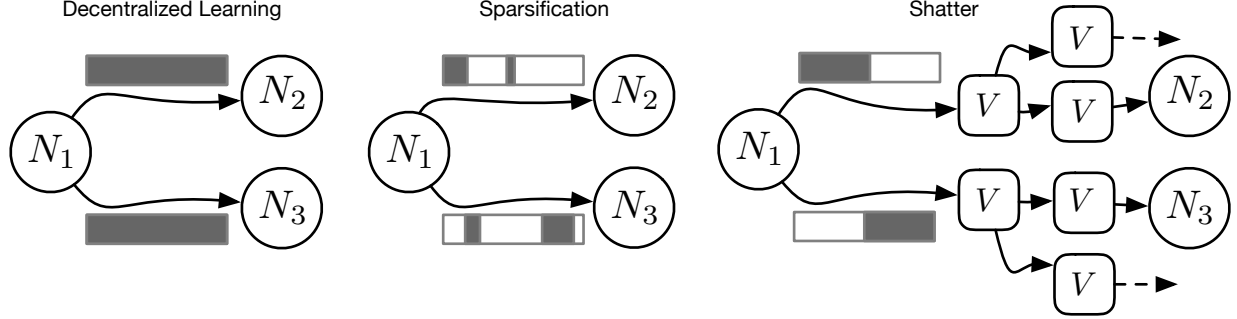 Decentralized Learning
N1
N2
N3
Sparsification
N1
N2
N3
Shatter
N1
V
V
V
N2
V
V
V
N3